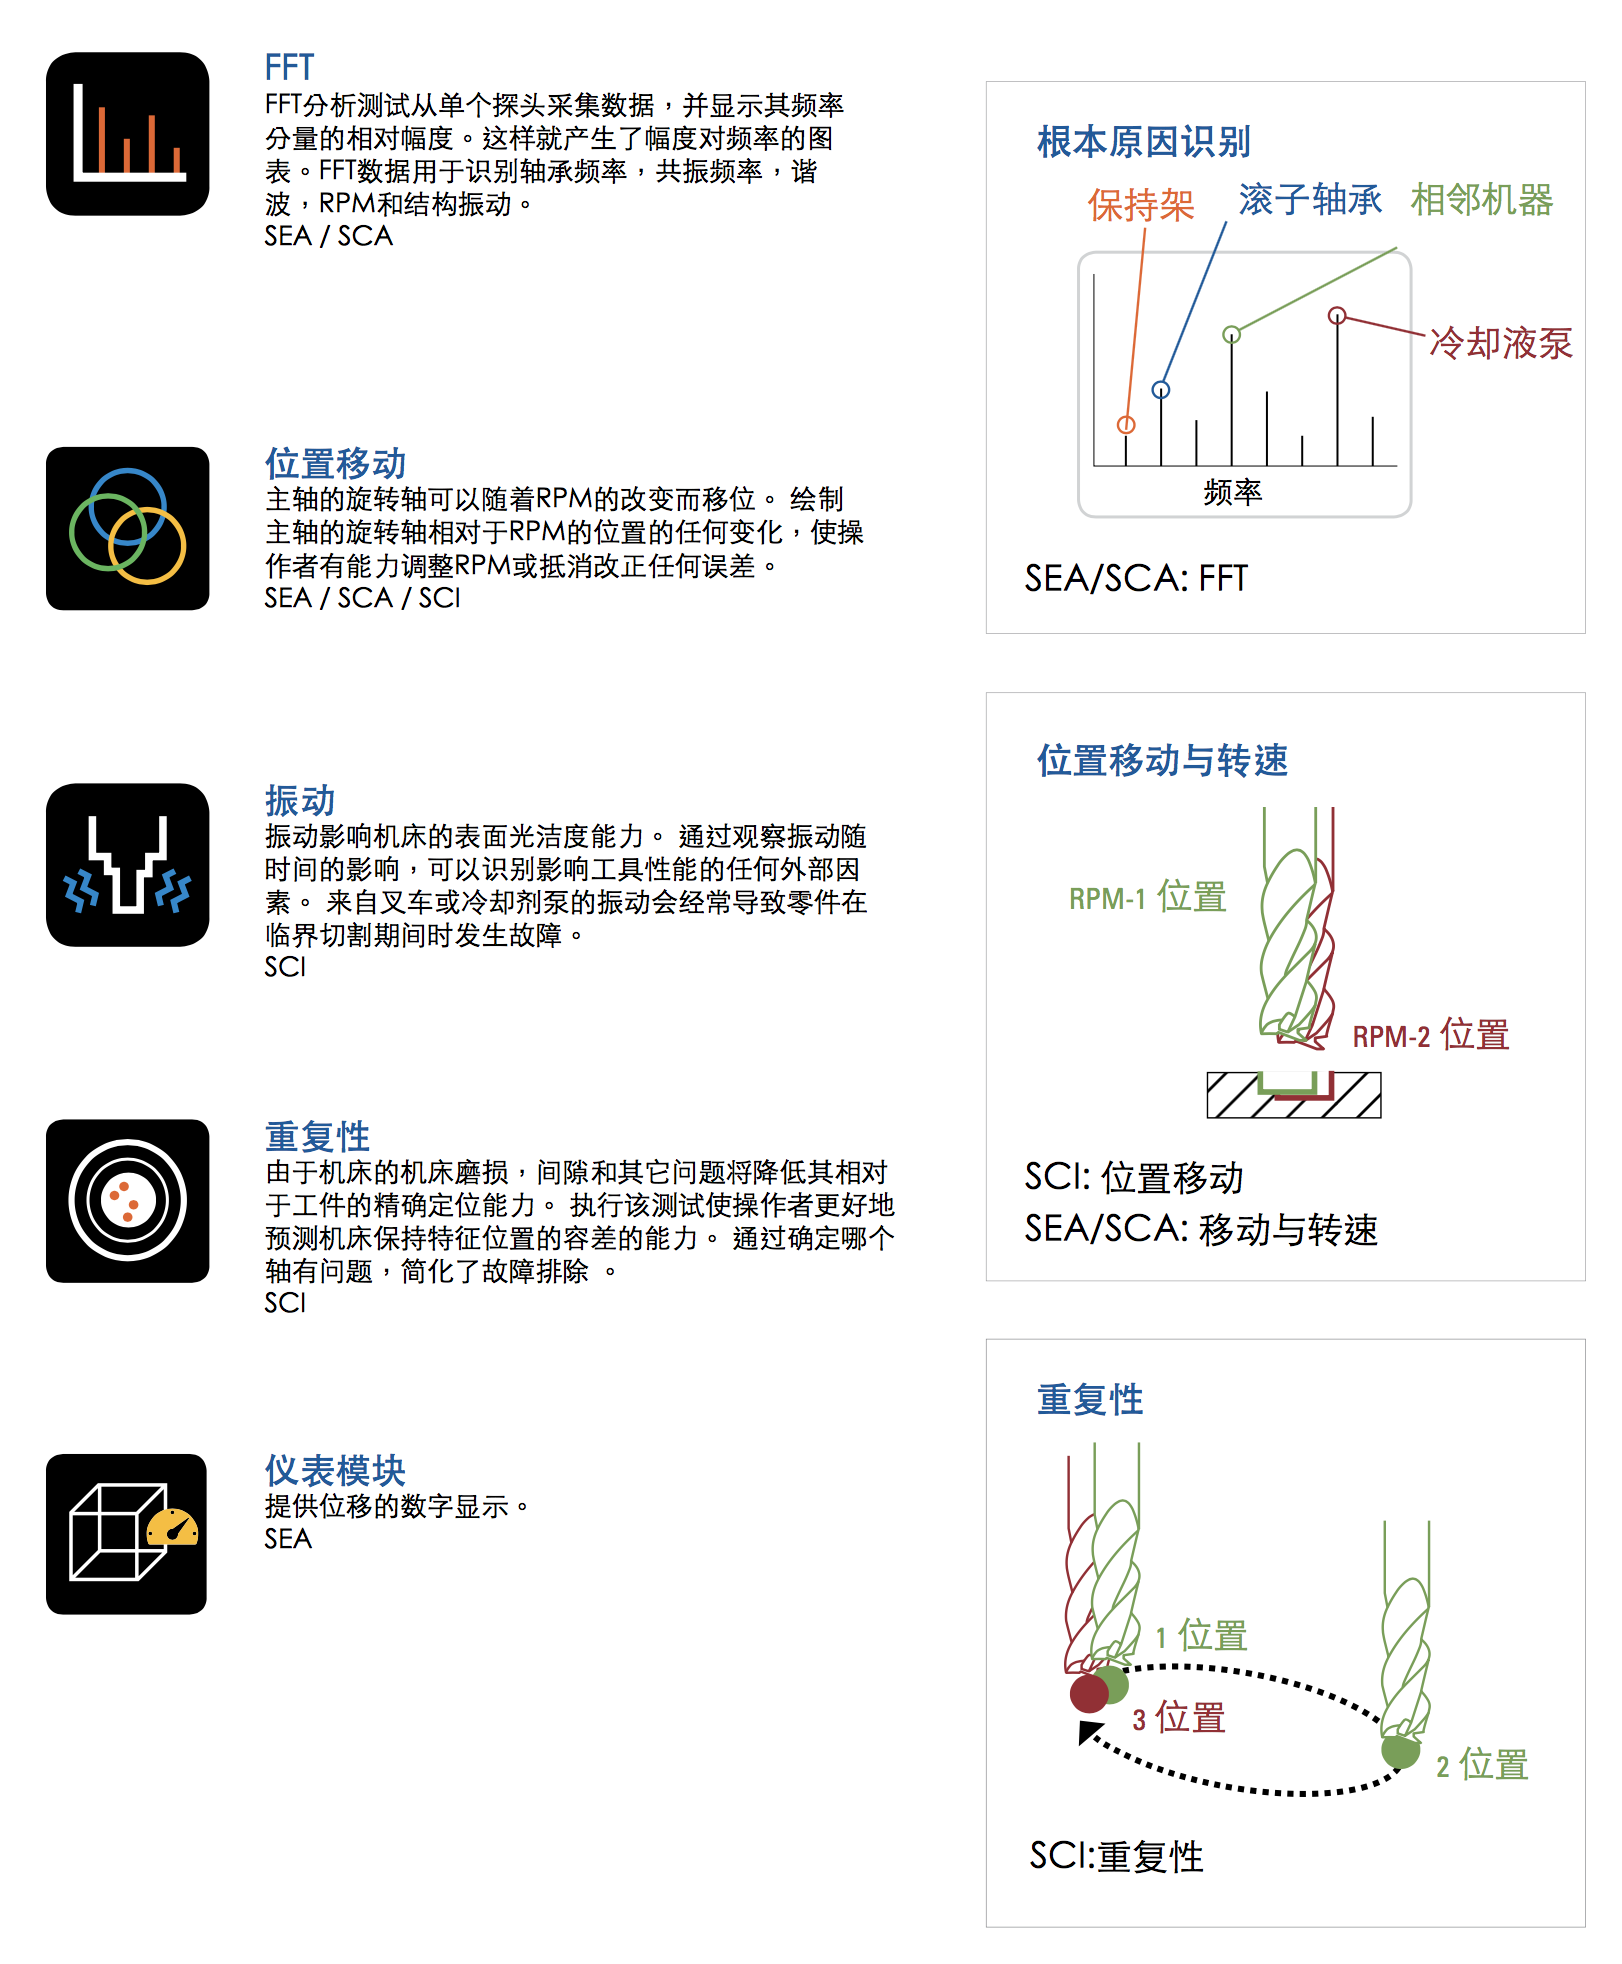 FFT
FFT分析测试从单个探头采集数据，并显示其频率
分量的相对幅度。这样就产生了幅度对频率的图
表。FFT数据用于识别轴承频率，共振频率，谐
波，RPM和结构振动。
SEA / SCA
位置移动
主轴的旋转轴可以随着RPM的改变而移位。 绘制
主轴的旋转轴相对于RPM的位置的任何变化，使操
作者有能力调整RPM或抵消改正任何误差。
SEA / SCA / SCI
振动
振动影响机床的表面光洁度能力。 通过观察振动随
时间的影响，可以识别影响工具性能的任何外部因
素。 来自叉车或冷却剂泵的振动会经常导致零件在
临界切割期间时发生故障。
SCI
重复性
由于机床的机床磨损，间隙和其它问题将降低其相对
于工件的精确定位能力。 执行该测试使操作者更好地
预测机床保持特征位置的容差的能力。 通过确定哪个
轴有问题，简化了故障排除 。
SCI
仪表模块
提供位移的数字显示。
SEA
根本原因识别
保持架
滚子轴承
相邻机器
冷却液泵
频率
SEA/SCA: FFT
位置移动与转速
RPM-1 位置
RPM-2 位置
SCI: 位置移动
SEA/SCA: 移动与转速
重复性
1 位置
3 位置
2 位置
SCI:重复性